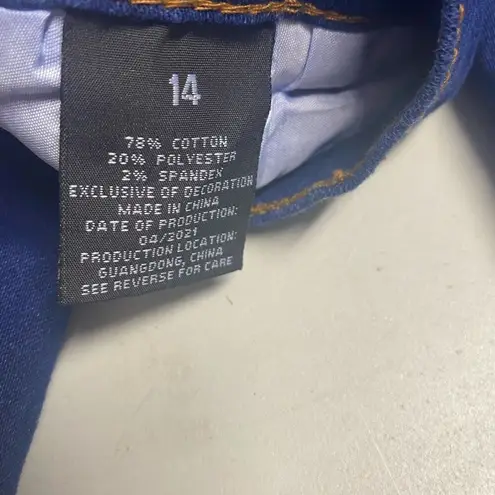 14
78% COTTON
20% POLYESTER
2% SPANDEX
EXCLUSIVE OF DECORATION
MADE IN CHINA
DATE OF PRODUCTION:
04/2021
PRODUCTION LOCATION:
GUANGDONG, CHINA
SEE REVERSE FOR CARE